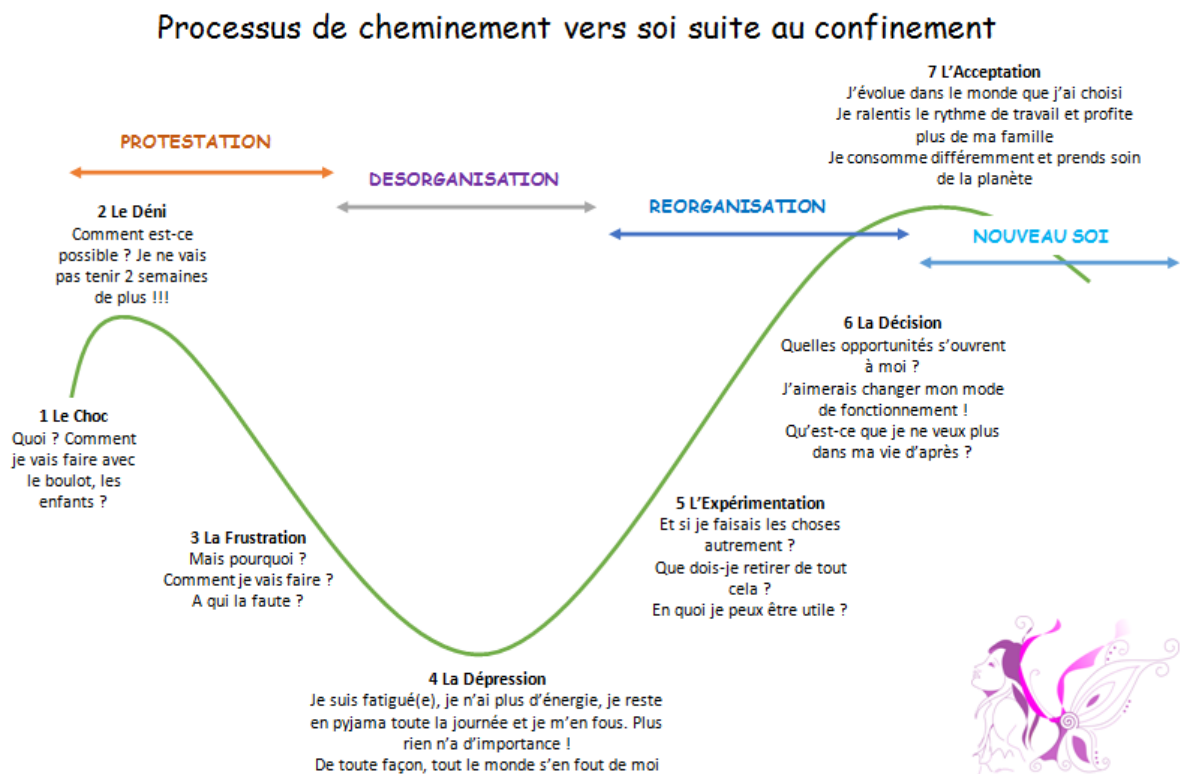 Processus de cheminement vers soi suite au confinement
7 L'Acceptation
J'évolue dans le monde que j'ai choisi
Je ralentis le rythme de travail et profite
plus de ma famille
Je consomme différemment et prends soin
de la planète
PROTESTATION
DESORGANISATION
REORGANISATION
NOUVEAU SOI
2 Le Déni
Comment est-ce
possible ? Je ne vais
pas tenir 2 semaines
de plus !!!
1 Le Choc
Quoi ? Comment
je vais faire avec
le boulot, les
enfants ?
3 La Frustration
Mais pourquoi ?
Comment je vais faire ?
A qui la faute ?
4 La Dépression
Je suis fatigué(e), je n'ai plus d'énergie, je reste
en pyjama toute la journée et je m'en fous. Plus
rien n'a d'importance !
De toute façon, tout le monde s'en fout de moi
5 L'Expérimentation
Et si je faisais les choses
autrement ?
Que dois-je retirer de tout
cela ?
En quoi je peux être utile ?
6 La Décision
Quelles opportunités s'ouvrent
à moi ?
J'aimerais changer mon mode
de fonctionnement !
Qu'est-ce que je ne veux plus
dans ma vie d'après ?